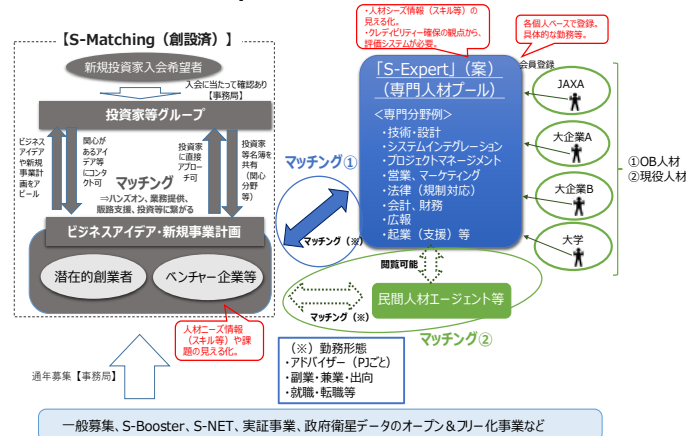 【S-Matching（創設済）】
新規投資家入会希望者
入会に当たって確認あり
【事務局】
投資家等グループ
ビジネス
アイデア
や新規
事業計
画をア
ピール
関心が
あるアイ
デア等
にコンタ
クト可
投資家
に直接
アプロー
チ可
投資家
等名簿を
共有
（関心
分野
等）
マッチング
⇒ハンズオン、業務提供、
販路支援、投資等に繋がる
ビジネスアイデア・新規事業計画
潜在的創業者
ベンチャー企業等
人材ニーズ情報
（スキル等）や課
題の見える化。
通年募集【事務局】
一般募集、S-Booster、S-NET、実証事業、政府衛星データのオープン＆フリー化事業など
・人材シーズ情報（スキル等）の
見える化。
・クレディビリティー確保の観点から、
評価システムが必要。
各個人ベースで登録。
具体的な勤務等。
「S-Expert」（案）
（専門人材プール）
＜専門分野例＞
・技術・設計
・システムインテグレーション
・プロジェクトマネージメント
・営業、マーケティング
・法律（規制対応）
・会計、財務
・広報
・起業（支援）等
会員登録
JAXA
大企業A
大企業B
大学
①OB人材
②現役人材
マッチング①
マッチング（※）
閲覧可能
民間人材エージェント等
マッチング（※）
マッチング②
（※）勤務形態
・アドバイザー（PJごと）
・副業・兼業・出向
・就職・転職等